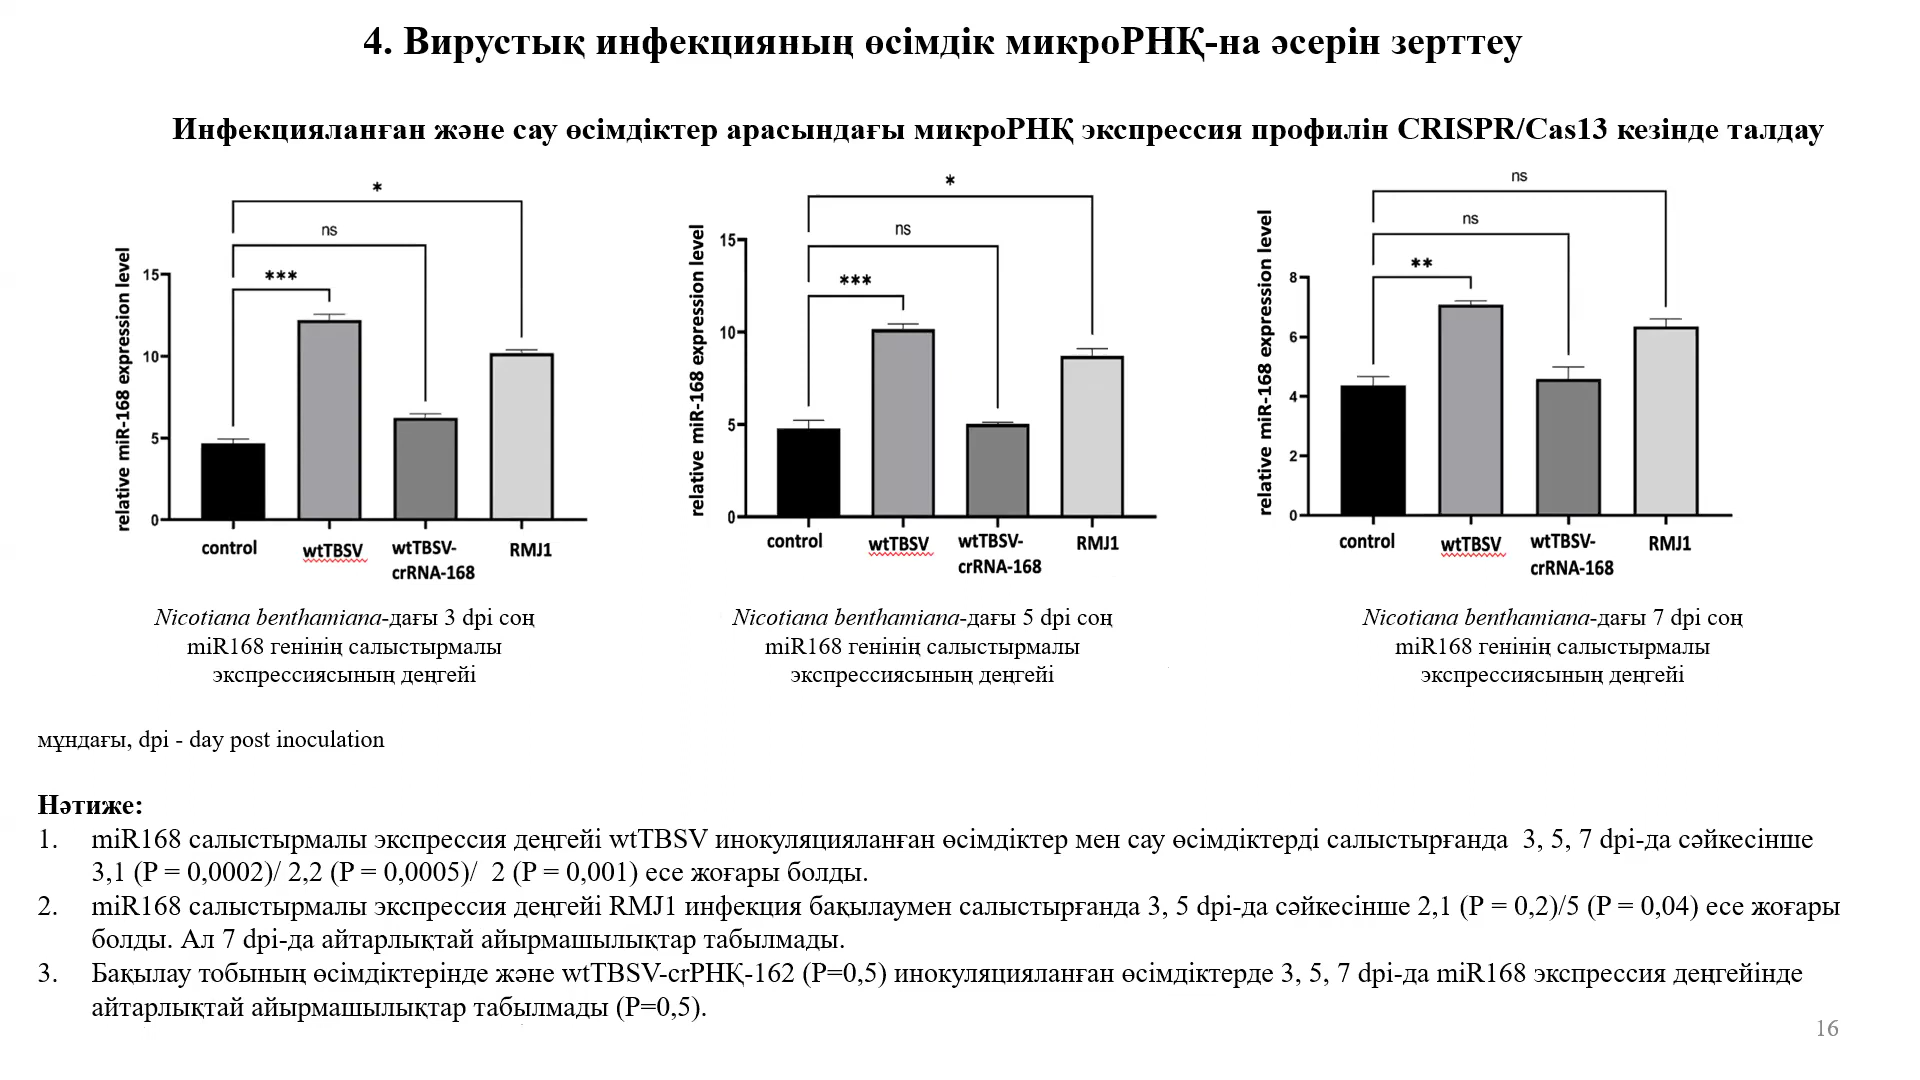 4. Вирустық инфекцияның өсімдік микроРНҚ-на әсерін зерттеу
Инфекцияланған және сау өсімдіктер арасындағы микроРНҚ экспрессия профилін CRISPR/Cas13 кезінде талдау
relative miR-168 expression level
15
10
5
0
*
ns
***
control
wtTBSV
wtTBSV-
crRNA-168
RMJ1
Nicotiana benthamiana-дағы 3 dpi соң
miR168 генінің салыстырмалы
экспрессиясының деңгейі
relative miR-168 expression level
15
10
5
0
*
ns
***
control
wtTBSV
wtTBSV-
crRNA-168
RMJ1
Nicotiana benthamiana-дағы 5 dpi соң
miR168 генінің салыстырмалы
экспрессиясының деңгейі
relative miR-168 expression level
8
6
4
2
0
ns
ns
**
control
wtTBSV
wtTBSV-
crRNA-168
RMJ1
Nicotiana benthamiana-дағы 7 dpi соң
miR168 генінің салыстырмалы
экспрессиясының деңгейі
мұндағы, dpi - day post inoculation
Нәтиже:
1. miR168 салыстырмалы экспрессия деңгейі wtTBSV инокуляцияланған өсімдіктер мен сау өсімдіктерді салыстырғанда 3, 5, 7 dpi-да сәйкесінше
3,1 (P = 0,0002)/ 2,2 (P = 0,0005)/ 2 (P = 0,001) есе жоғары болды.
2. miR168 салыстырмалы экспрессия деңгейі RMJ1 инфекция бақылаумен салыстырғанда 3, 5 dpi-да сәйкесінше 2,1 (P = 0,2)/5 (P = 0,04) есе жоғары
болды. Ал 7 dpi-да айтарлықтай айырмашылықтар табылмады.
3. Бақылау тобының өсімдіктерінде және wtTBSV-crРНҚ-162 (P=0,5) инокуляцияланған өсімдіктерде 3, 5, 7 dpi-да miR168 экспрессия деңгейінде
айтарлықтай айырмашылықтар табылмады (P=0,5).
16